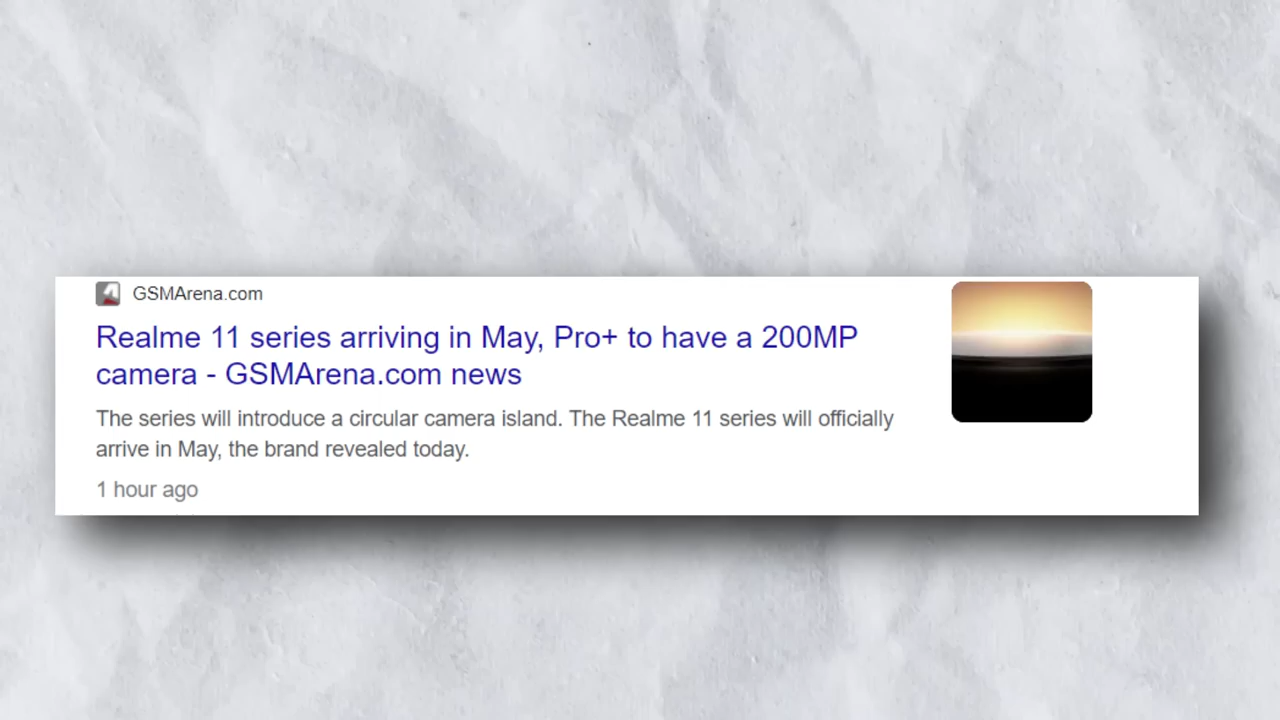 GSMArena.com
Realme 11 series arriving in May, Pro+ to have a 200MP
camera - GSMArena.com news
The series will introduce a circular camera island. The Realme 11 series will officially
arrive in May, the brand revealed today.
1 hour ago